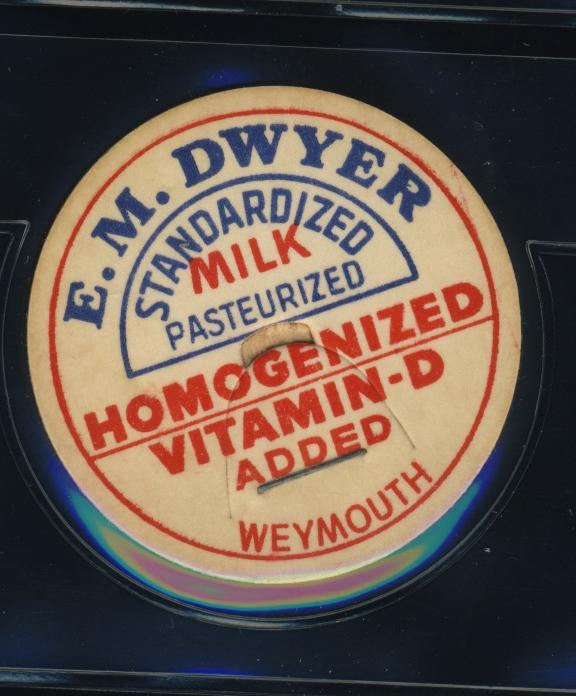 E. M. DWYER
STANDARDIZED
MILK
PASTEURIZED
HOMOGENIZED
VITAMIN-D
ADDED
WEYMOUTH